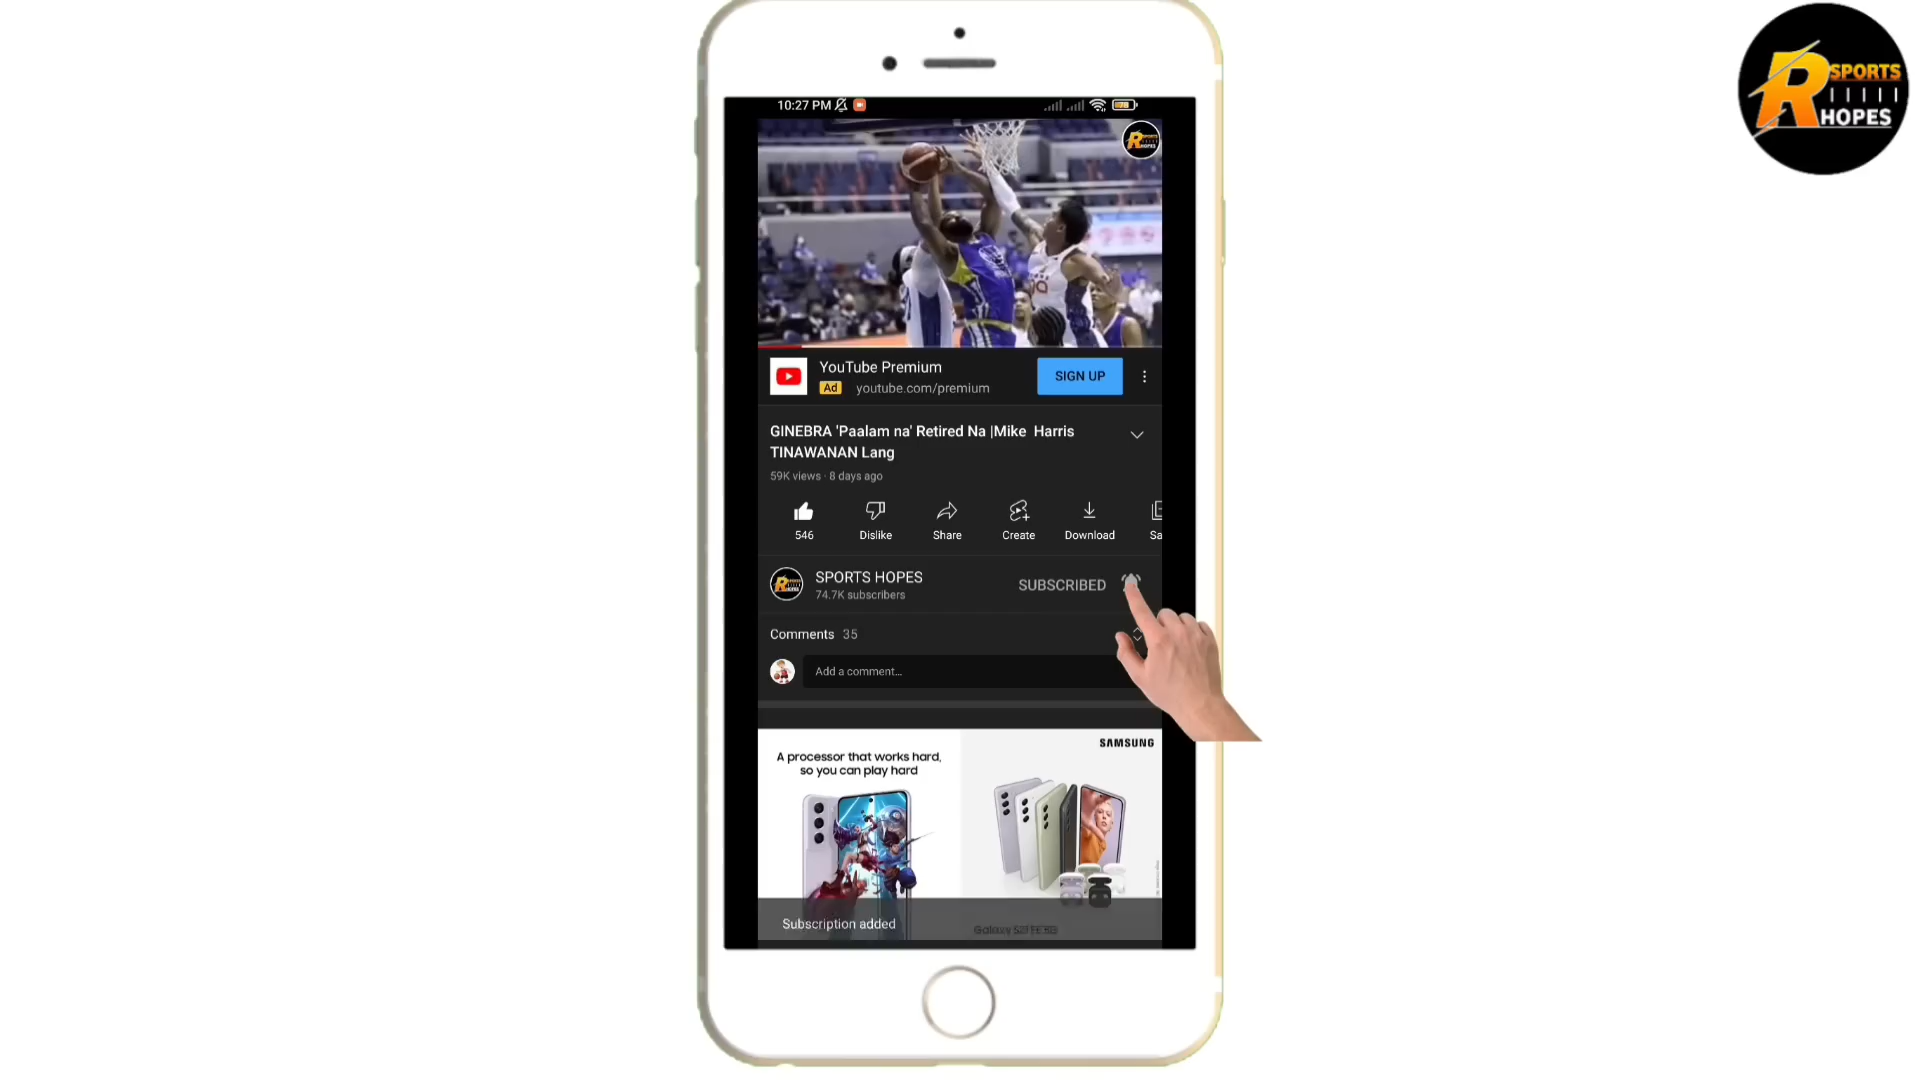 SPORTS
HOPES
10:27 PM
YouTube Premium
SIGN UP
Ad youtube.com/premium
GINEBRA 'Paalam na' Retired Na |Mike Harris
TINAWANAN Lang
59K views · 8 days ago
546 Dislike Share Create Download Sa
SPORTS HOPES
SUBSCRIBED
74.7K subscribers
Comments 35
Add a comment...
SAMSUNG
A processor that works hard,
so you can play hard
Subscription added